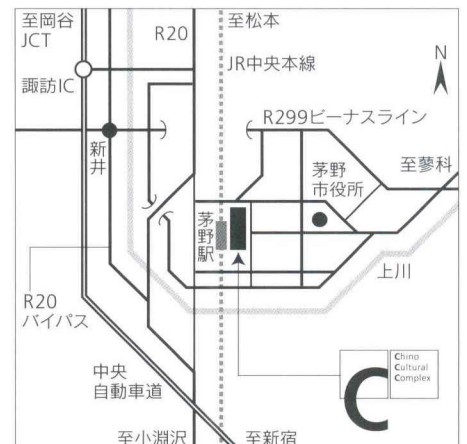 至岡谷
JCT
R20
至松本
JR中央本線
N
諏訪IC
R299ビーナスライン
新井
茅野
市役所
至蓼科
茅野駅
上川
R20
バイパス
中央
自動車道
C
Chino
Cultural
Complex
至小淵沢
至新宿